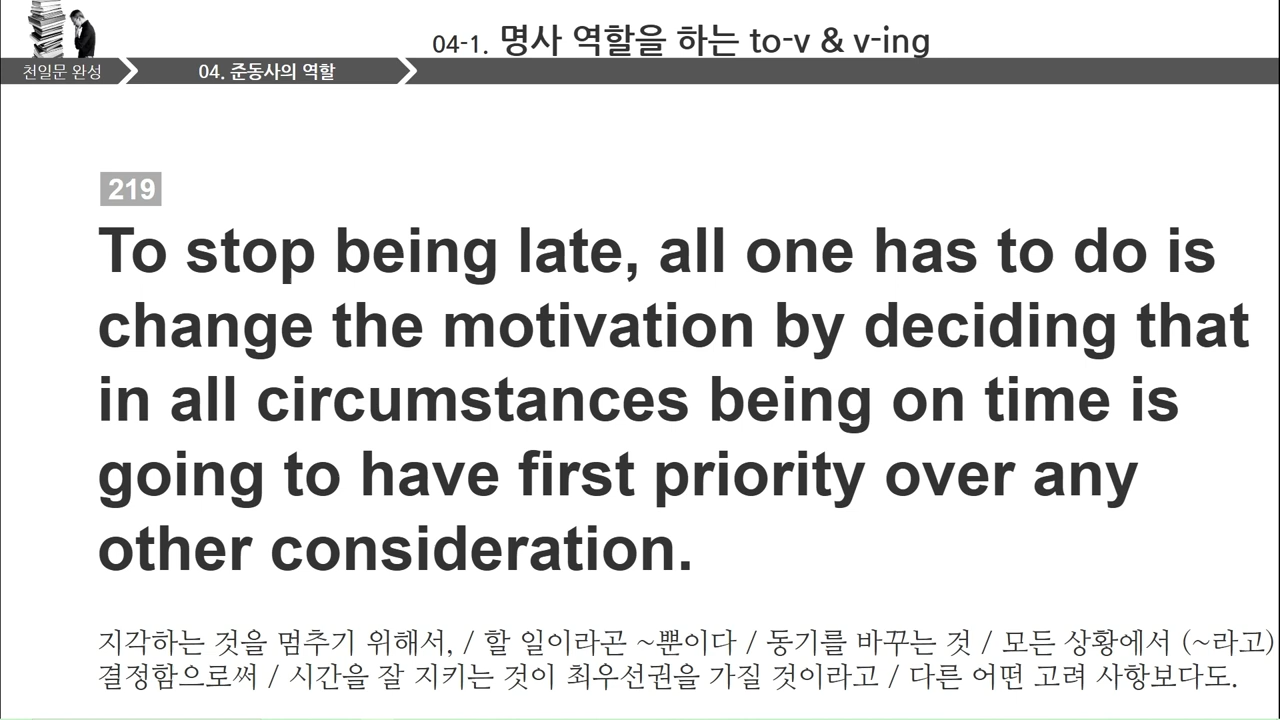 04-1. 명사 역할을 하는 to-v & v-ing
천일문 완성
04. 준동사의 역할
219
To stop being late, all one has to do is
change the motivation by deciding that
in all circumstances being on time is
going to have first priority over any
other consideration.
지각하는 것을 멈추기 위해서, / 할 일이라곤 ~뿐이다 / 동기를 바꾸는 것 / 모든 상황에서 (~라고)
결정함으로써 / 시간을 잘 지키는 것이 최우선권을 가질 것이라고 / 다른 어떤 고려 사항보다도.